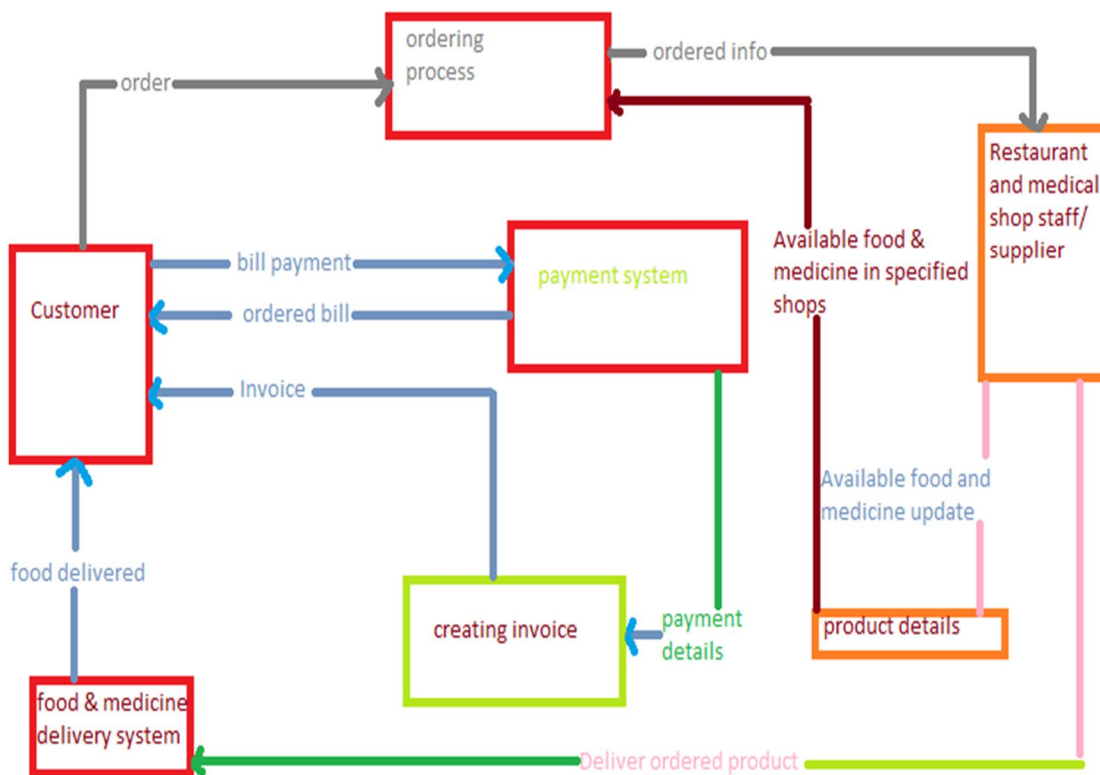 ordering
process
ordered info
order
Restaurant
and medical
shop staff/
supplier
Available food &
medicine in specified
shops
bill payment
payment system
Customer
ordered bill
Invoice
Available food and
medicine update
food delivered
creating invoice
payment
details
product details
food & medicine
delivery system
Deliver ordered product